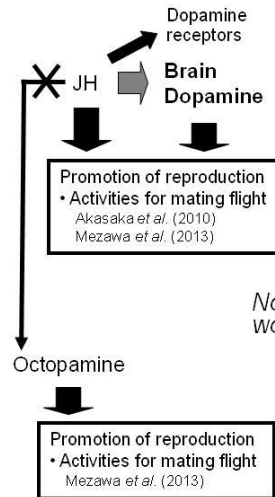 Dopamine
receptors
JH
Brain
Dopamine
Promotion of reproduction
• Activities for mating flight
Akasaka et al. (2010)
Mezawa et al. (2013)
Octopamine
Promotion of reproduction
• Activities for mating flight
Mezawa et al. (2013)